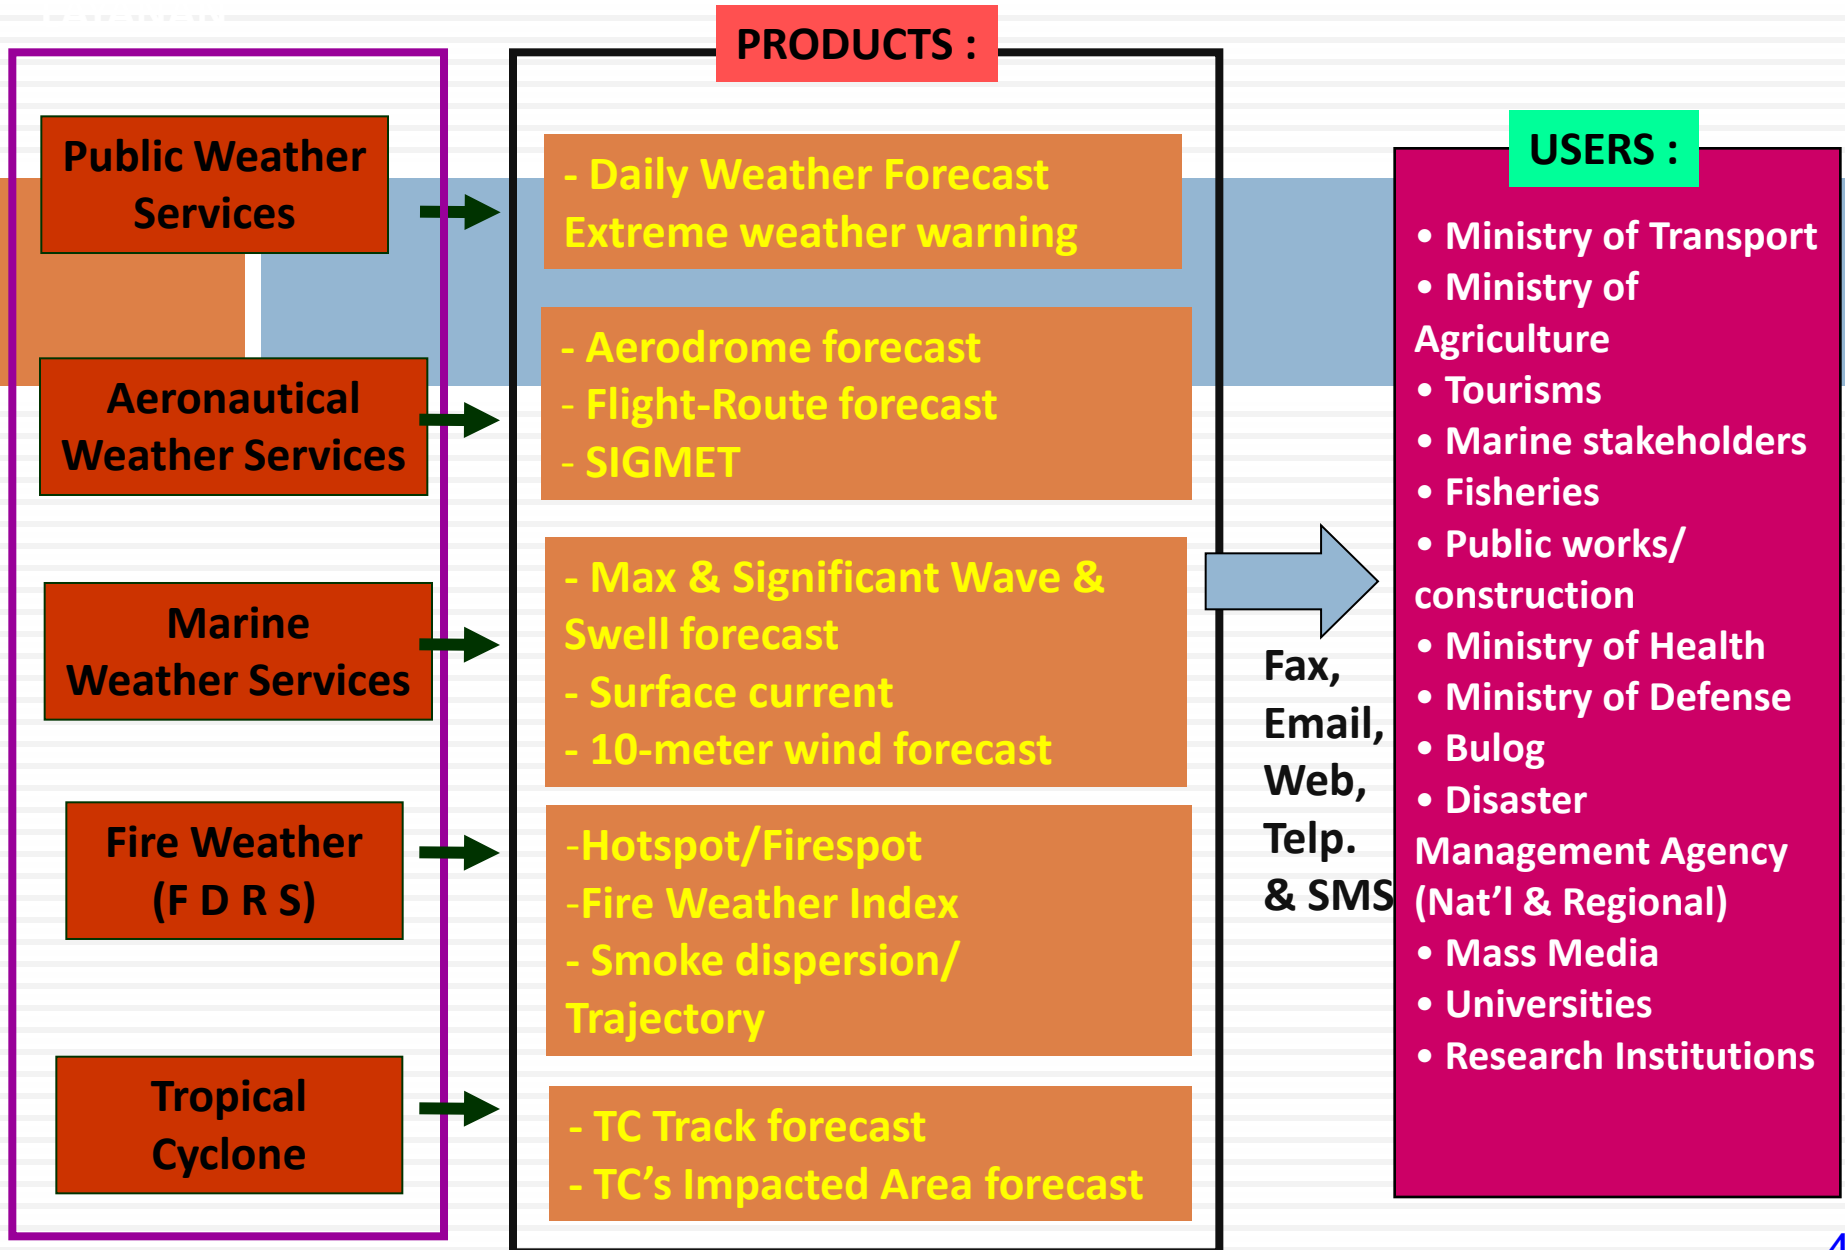 PRODUCTS :
USERS :
Public Weather
Services
Aeronautical
Weather Services
Marine
Weather Services
Fire Weather
(F D R S)
Tropical
Cyclone
- Daily Weather Forecast
Extreme weather warning
- Aerodrome forecast
- Flight-Route forecast
- SIGMET
- Max & Significant Wave &
Swell forecast
- Surface current
- 10-meter wind forecast
-Hotspot/Firespot
-Fire Weather Index
- Smoke dispersion/
Trajectory
- TC Track forecast
- TC’s Impacted Area forecast
Fax,
Email,
Web,
Telp.
& SMS
• Ministry of Transport
• Ministry of
Agriculture
• Tourisms
• Marine stakeholders
• Fisheries
• Public works/
construction
• Ministry of Health
• Ministry of Defense
• Bulog
• Disaster
Management Agency
(Nat’l & Regional)
• Mass Media
• Universities
• Research Institutions